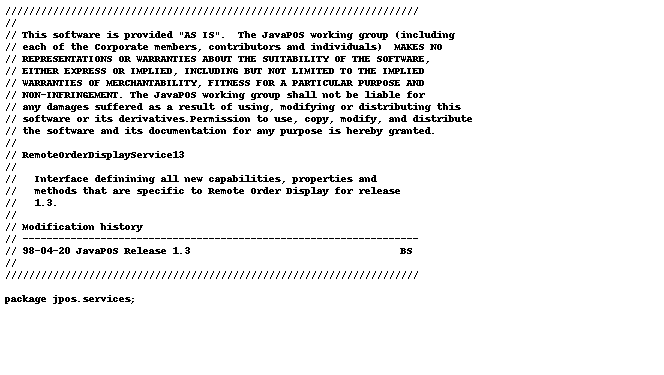 /////////////////////////////////////////////////////////////////////
//
// This software is provided "AS IS".  The JavaPOS working group (including
// each of the Corporate members, contributors and individuals)  MAKES NO
// REPRESENTATIONS OR WARRANTIES ABOUT THE SUITABILITY OF THE SOFTWARE,
// EITHER EXPRESS OR IMPLIED, INCLUDING BUT NOT LIMITED TO THE IMPLIED
// WARRANTIES OF MERCHANTABILITY, FITNESS FOR A PARTICULAR PURPOSE AND
// NON-INFRINGEMENT. The JavaPOS working group shall not be liable for
// any damages suffered as a result of using, modifying or distributing this
// software or its derivatives.Permission to use, copy, modify, and distribute
// the software and its documentation for any purpose is hereby granted.
//
// RemoteOrderDisplayService13
//
//   Interface definining all new capabilities, properties and
//   methods that are specific to Remote Order Display for release
//   1.3.
//
// Modification history
// ------------------------------------------------------------------
// 98-04-20 JavaPOS Release 1.3                                   BS
//
/////////////////////////////////////////////////////////////////////
package jpos.services;